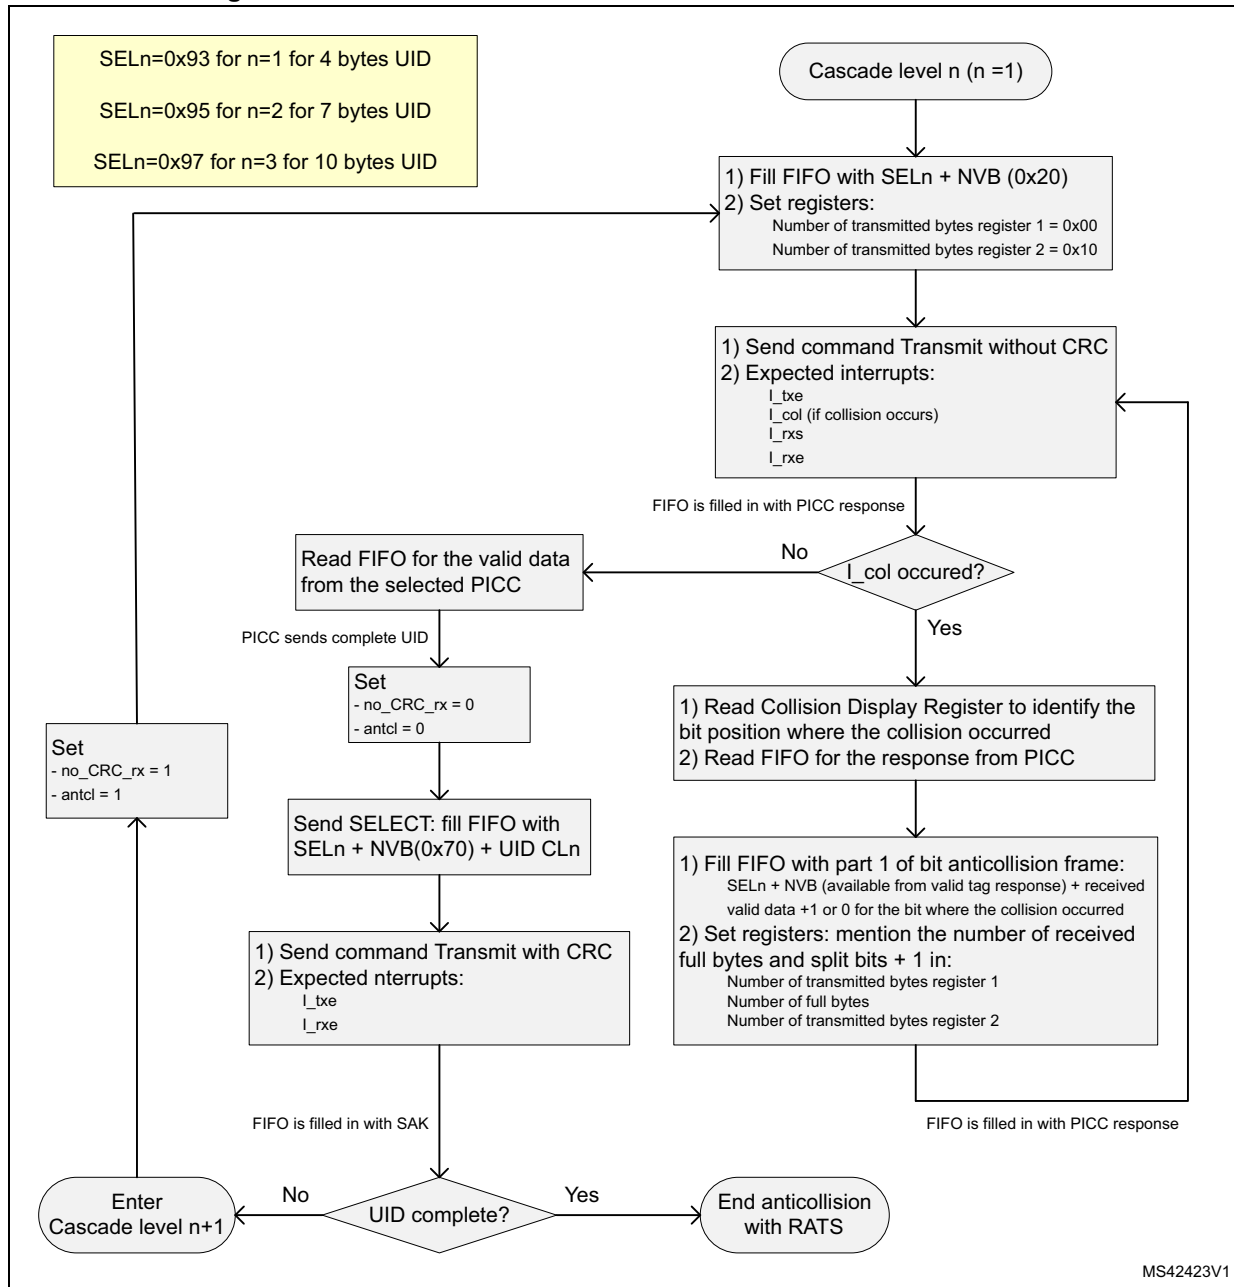 SELn=0x93 for n=1 for 4 bytes UID
SELn=0x95 for n=2 for 7 bytes UID
SELn=0x97 for n=3 for 10 bytes UID
Cascade level n (n =1)
1) Fill FIFO with SELn + NVB (0x20)
2) Set registers:
Number of transmitted bytes register 1 = 0x00
Number of transmitted bytes register 2 = 0x10
1) Send command Transmit without CRC
2) Expected interrupts:
I_txe
I_col (if collision occurs)
I_rxs
I_rxe
FIFO is filled in with PICC response
I_col occured?
No
Yes
Read FIFO for the valid data
from the selected PICC
PICC sends complete UID
Set
- no_CRC_rx = 0
- antcl = 0
Send SELECT: fill FIFO with
SELn + NVB(0x70) + UID CLn
1) Send command Transmit with CRC
2) Expected nterrupts:
I_txe
I_rxe
FIFO is filled in with SAK
1) Read Collision Display Register to identify the
bit position where the collision occurred
2) Read FIFO for the response from PICC
1) Fill FIFO with part 1 of bit anticollision frame:
SELn + NVB (available from valid tag response) + received
valid data +1 or 0 for the bit where the collision occurred
2) Set registers: mention the number of received
full bytes and split bits + 1 in:
Number of transmitted bytes register 1
Number of full bytes
Number of transmitted bytes register 2
FIFO is filled in with PICC response
Set
- no_CRC_rx = 1
- antcl = 1
Enter
Cascade level n+1
No
UID complete?
Yes
End anticollision
with RATS
MS42423V1